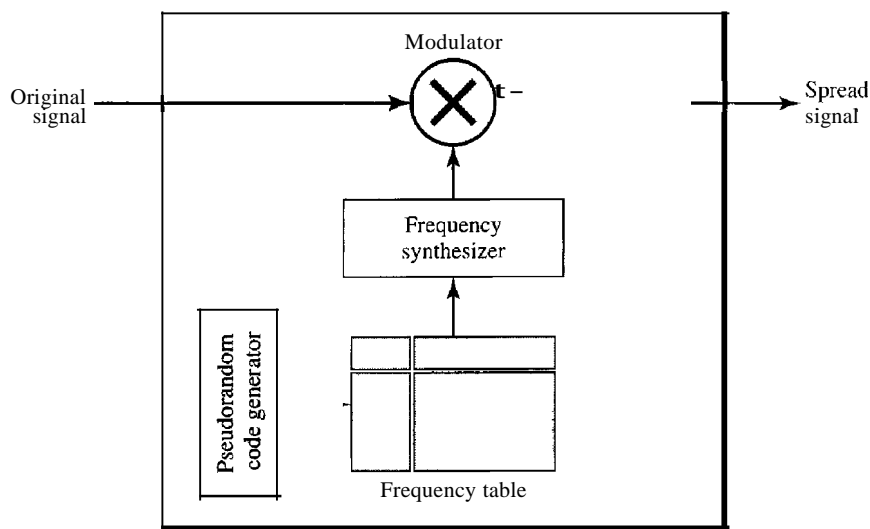 Modulator
Original
signal
t –
Spread
signal
Frequency
synthesizer
Pseudorandom
code generator
Frequency table